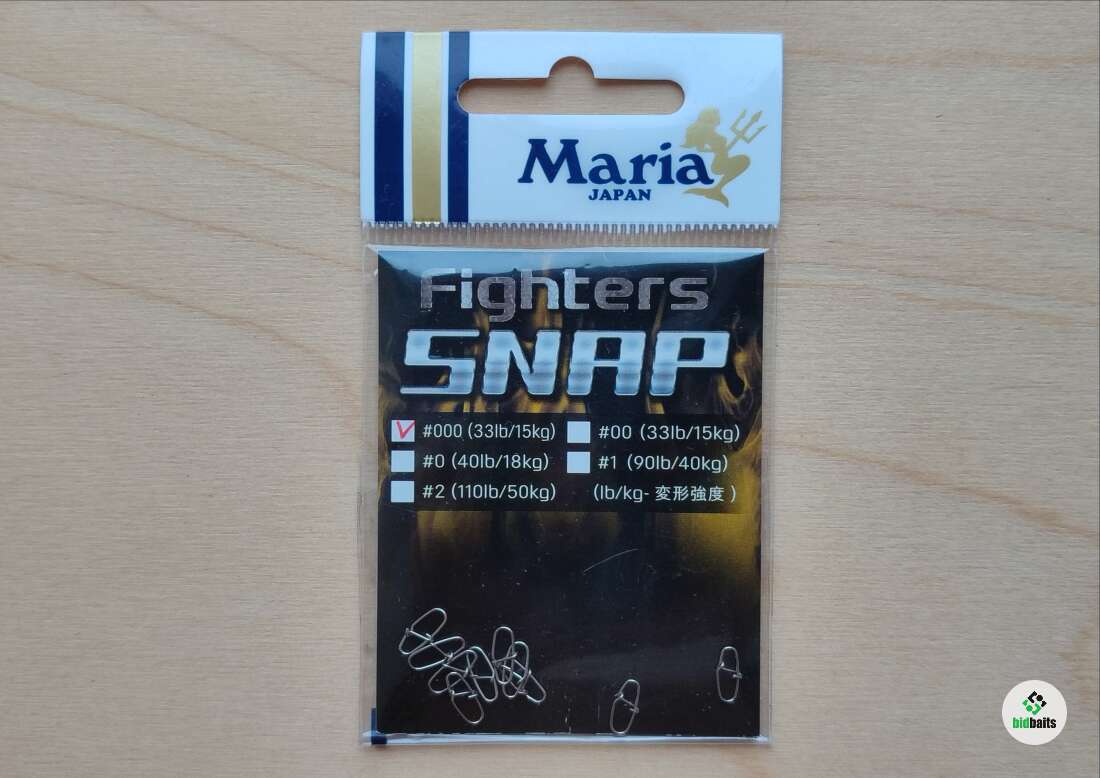 Maria
JAPAN
Fighters
SNAP
#000 (33lb/15kg) #00 (33lb/15kg)
#0 (40lb/18kg) #1 (90lb/40kg)
#2 (110lb/50kg) (lb/kg- 変形強度 )
bidbaits